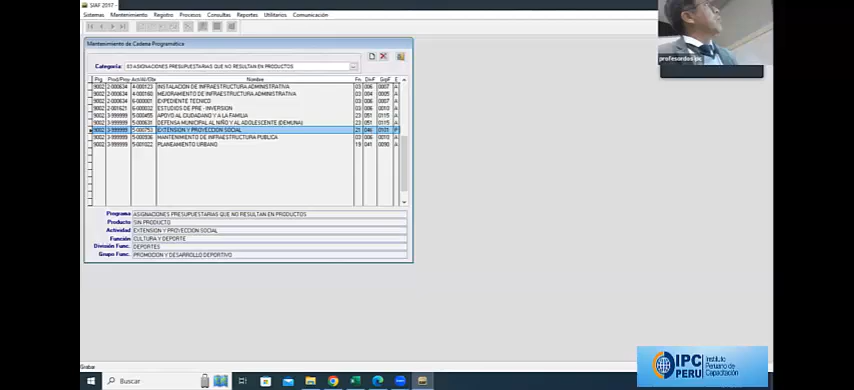 SIAF 2017 -
Sistemas Mantenimiento Registro Procesos Consultas Reportes Utilitarios Comunicación
profesordos ipc
Mantenimiento de Cadena Programática
Categoría: 03 ASIGNACIONES PRESUPUESTARIAS QUE NO RESULTAN EN PRODUCTOS
Prg Prod/Proy Act/AI/Obra Nombre Fn DivF GrpF E
9002 2-000634 4-000123 INSTALACION DE INFRAESTRUCTURA ADMINISTRATIVA 03 006 0007 A
9002 2-000634 4-000160 MEJORAMIENTO DE INFRAESTRUCTURA ADMINISTRATIVA 03 004 0005 A
9002 2-000634 6-000001 EXPEDIENTE TECNICO 03 006 0007 A
9002 2-001621 6-000032 ESTUDIOS DE PRE - INVERSION 03 006 0010 A
9002 3-999999 5-000455 APOYO AL CIUDADANO Y A LA FAMILIA 23 051 0115 A
9002 3-999999 5-000631 DEFENSA MUNICIPAL AL NIÑO Y AL ADOLESCENTE (DEMUNA) 23 051 0115 A
9002 3-999999 5-000753 EXTENSION Y PROYECCION SOCIAL 21 046 0101 P
9002 3-999999 5-000936 MANTENIMIENTO DE INFRAESTRUCTURA PUBLICA 03 006 0010 A
9002 3-999999 5-001022 PLANEAMIENTO URBANO 19 041 0090 A
Programa ASIGNACIONES PRESUPUESTARIAS QUE NO RESULTAN EN PRODUCTOS
Producto SIN PRODUCTO
Actividad EXTENSION Y PROYECCION SOCIAL
Función CULTURA Y DEPORTE
División Func. DEPORTES
Grupo Func. PROMOCION Y DESARROLLO DEPORTIVO
IPC PERU
Instituto
Peruano de
Capacitación
Grabar
Buscar